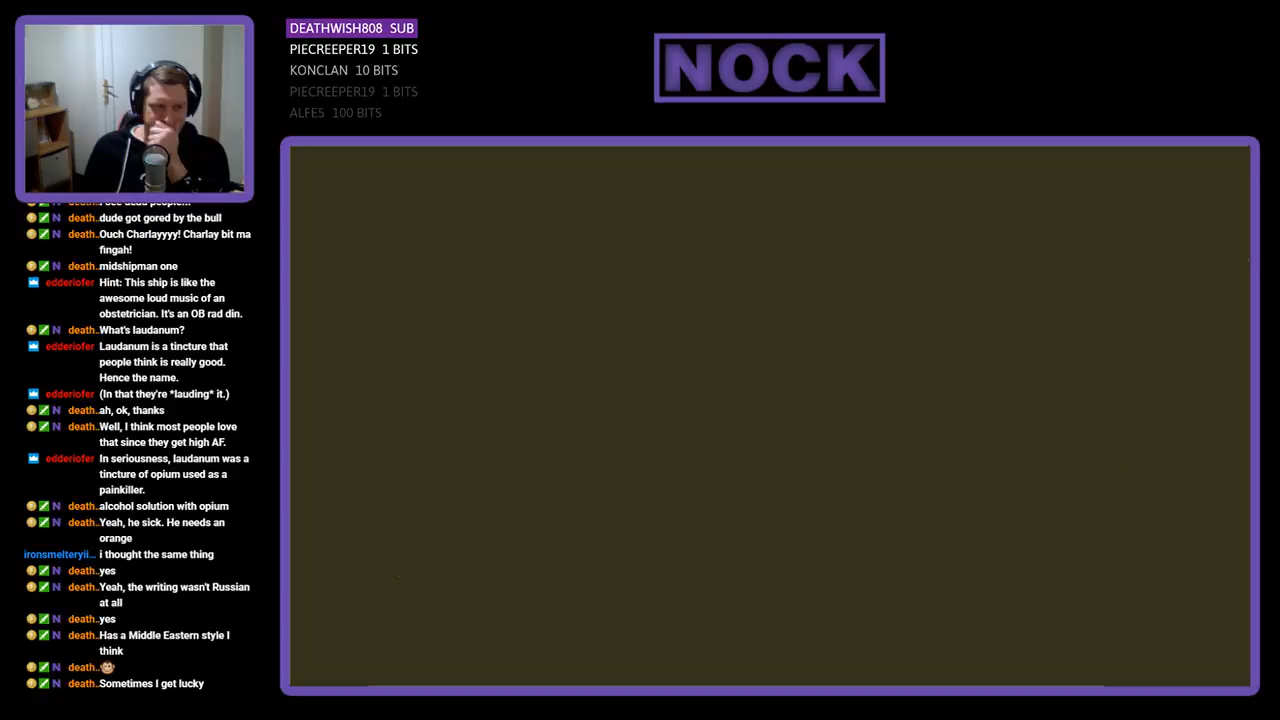 DEATHWISH808 SUB
PIECREEPER19 1 BITS
KONCLAN 10 BITS
PIECREEPER19 1 BITS
ALFE5 100 BITS
NOCK
death.. I see dead people...
death.. dude got gored by the bull
death.. Ouch Charlayyyy! Charlay bit ma
fingah!
death.. midshipman one
edderiofer Hint: This ship is like the
awesome loud music of an
obstetrician. It's an OB rad din.
death.. What's laudanum?
edderiofer Laudanum is a tincture that
people think is really good.
Hence the name.
edderiofer (In that they're *lauding* it.)
death.. ah, ok, thanks
death.. Well, I think most people love
that since they get high AF.
edderiofer In seriousness, laudanum was a
tincture of opium used as a
painkiller.
death.. alcohol solution with opium
death.. Yeah, he sick. He needs an
orange
ironsmelteryii... i thought the same thing
death.. yes
death.. Yeah, the writing wasn't Russian
at all
death.. yes
death.. Has a Middle Eastern style I
think
death.. 🐵
death.. Sometimes I get lucky